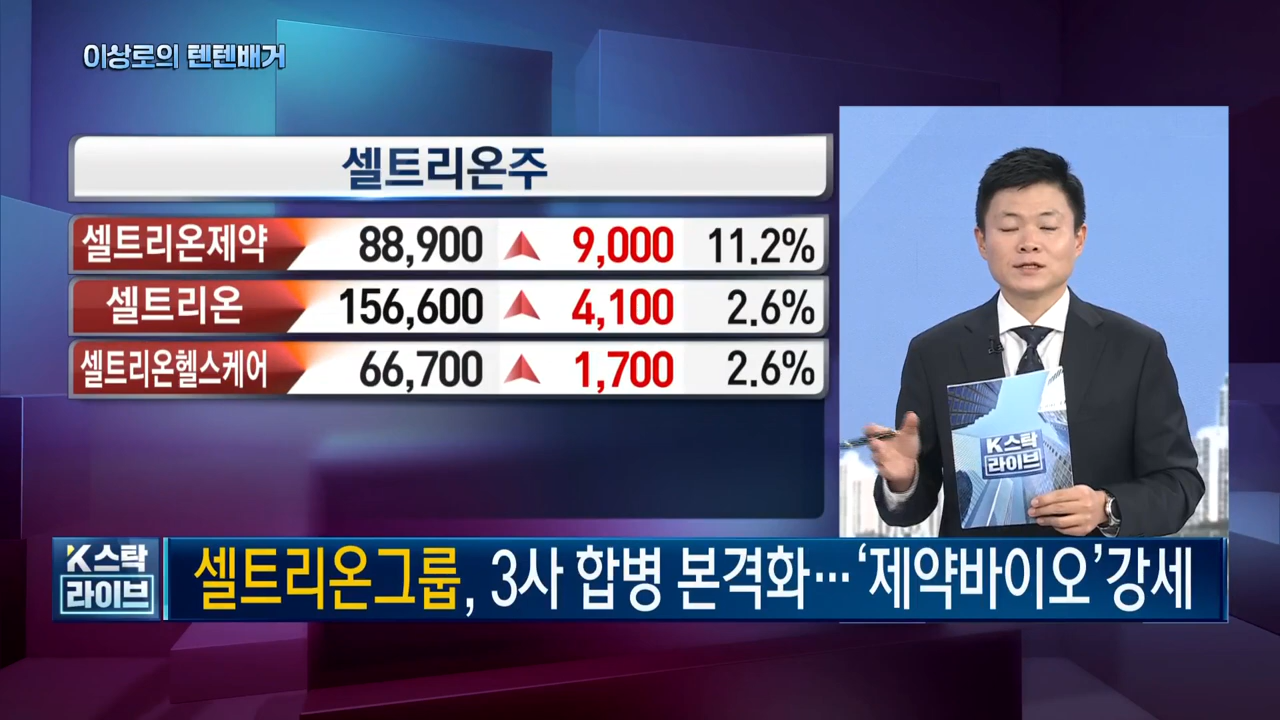 이상로의 텐텐배거
셀트리온주
셀트리온제약 88,900 ▲ 9,000 11.2%
셀트리온 156,600 ▲ 4,100 2.6%
셀트리온헬스케어 66,700 ▲ 1,700 2.6%
K스탁
라이브
K스탁
라이브
셀트리온그룹, 3사 합병 본격화…‘제약바이오’강세